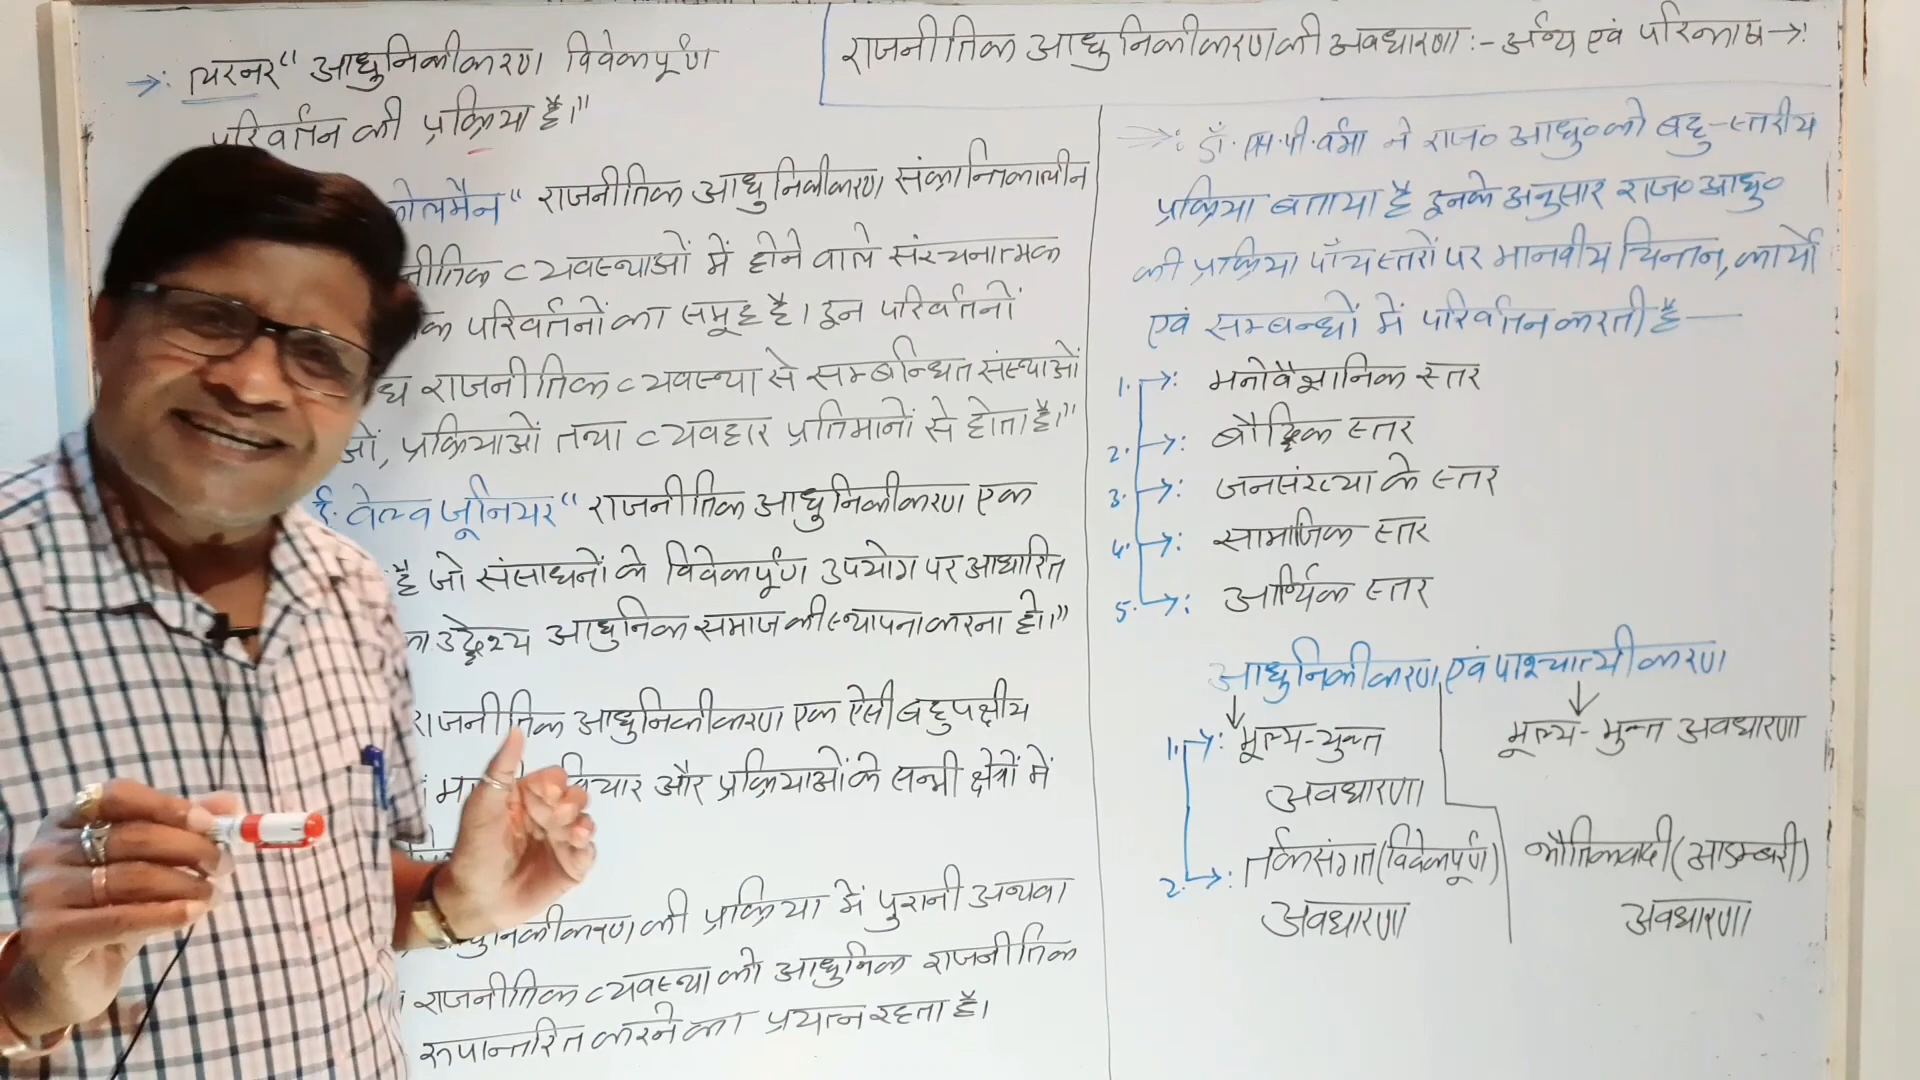 राजनीतिक आधुनिकीकरण की अवधारणा:- अर्थ एवं परिभाषा →:
→: लरनर “आधुनिकीकरण विवेकपूर्ण
परिवर्तन की प्रक्रिया है।”
कोलमैन “राजनीतिक आधुनिकीकरण संक्रान्तिकालीन
नीतिक व्यवस्थाओं में होने वाले संरचनात्मक
क परिवर्तनों का समूह है। इन परिवर्तनों
ध राजनीतिक व्यवस्था से सम्बन्धित संस्थाओं
ओं, प्रक्रियाओं तथा व्यवहार प्रतिमानों से होता है।”
ई. वेल्च जूनियर “राजनीतिक आधुनिकीकरण एक
है जो संसाधनों के विवेकपूर्ण उपयोग पर आधारित
का उद्देश्य आधुनिक समाज की स्थापना करना हो।”
राजनीतिक आधुनिकीकरण एक ऐसी बहुपक्षीय
और प्रक्रियाओं के सभी क्षेत्रों में
आधुनिकीकरण की प्रक्रिया में पुरानी अथवा
राजनीतिक व्यवस्था को आधुनिक राजनीतिक
रूपान्तरित करने का प्रयत्न रहता है।
→: डॉ. एस.पी. वर्मा ने राज० आधु० को बहु-स्तरीय
प्रक्रिया बताया है इनके अनुसार राज० आधु०
की प्रक्रिया पाँच स्तरों पर मानवीय चिन्तन, कार्यो
एवं सम्बन्धों में परिवर्तन करती है—
1. →: मनोवैज्ञानिक स्तर
2. →: बौद्धिक स्तर
3. →: जनसंख्या के स्तर
4. →: सामाजिक स्तर
5. →: आर्थिक स्तर
आधुनिकीकरण एवं पाश्चात्यीकरण
1. →: मूल्य-युक्त मूल्य-मुक्त अवधारणा
अवधारणा
2. →: तर्कसंगत (विवेकपूर्ण) भौतिकवादी (आडम्बरी)
अवधारणा अवधारणा